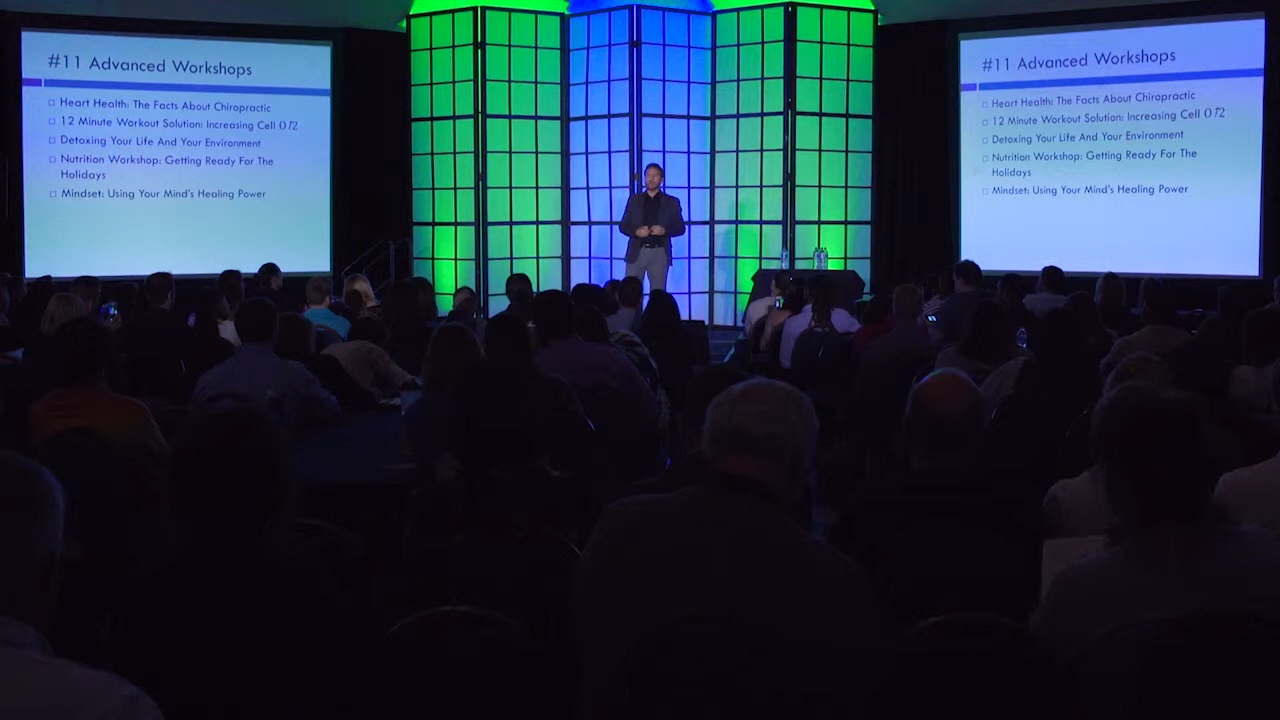 #11 Advanced Workshops
Heart Health: The Facts About Chiropractic
12 Minute Workout Solution: Increasing Cell O12
Detoxing Your Life And Your Environment
Nutrition Workshop: Getting Ready For The
Holidays
Mindset: Using Your Mind's Healing Power
#11 Advanced Workshops
Heart Health: The Facts About Chiropractic
12 Minute Workout Solution: Increasing Cell O12
Detoxing Your Life And Your Environment
Nutrition Workshop: Getting Ready For The
Holidays
Mindset: Using Your Mind's Healing Power